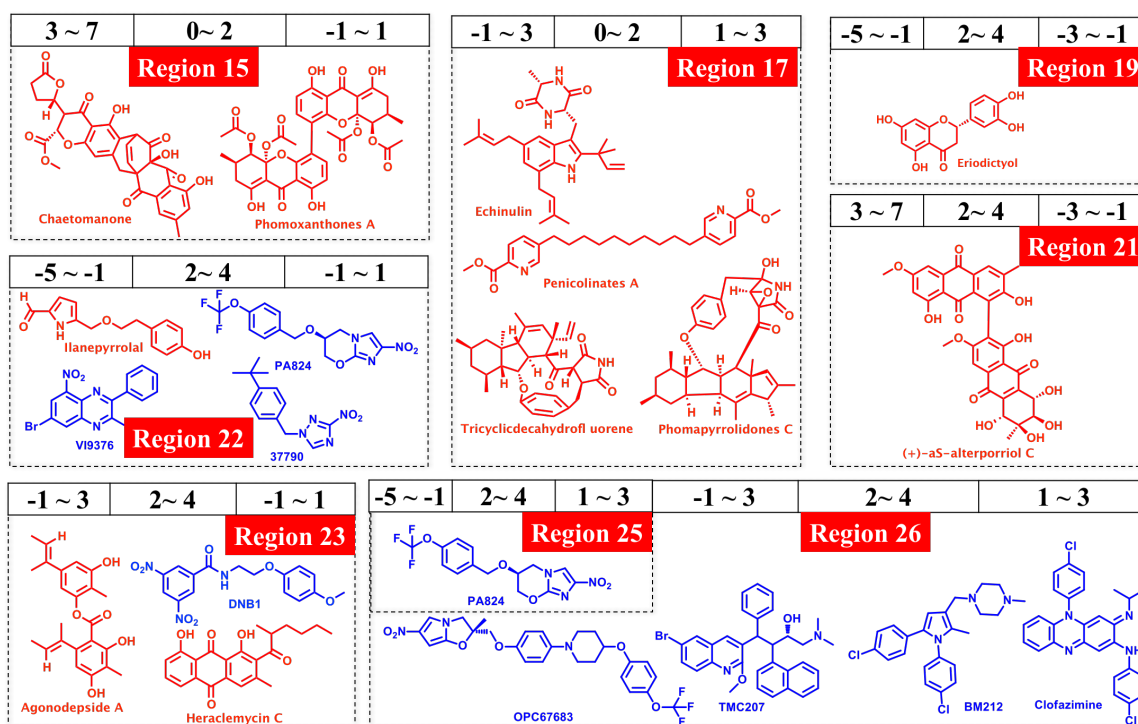 3 ~ 7 0~ 2 -1 ~ 1
Region 15
Chaetomanone
Phomoxanthones A
-1 ~ 3 0~ 2 1 ~ 3
Region 17
Echinulin
Penicolinates A
Tricyclicdecahydrofl uorene
Phomapyrrolidones C
-5 ~ -1 2~ 4 -3~ -1
Region 19
Eriodictyol
3 ~ 7 2~ 4 -3~ -1
Region 21
(+)-aS-alterporriol C
-5 ~ -1 2~ 4 -1~ 1
Ilanepyrrolal
PA824
VI9376
37790
Region 22
-1 ~ 3 2~ 4 -1~ 1
Region 23
DNB1
Agonodepside A
Heraclemycin C
-5 ~ -1 2~ 4 1 ~ 3
Region 25
PA824
-1 ~ 3 2~ 4 1 ~ 3
Region 26
OPC67683
TMC207
BM212
Clofazimine